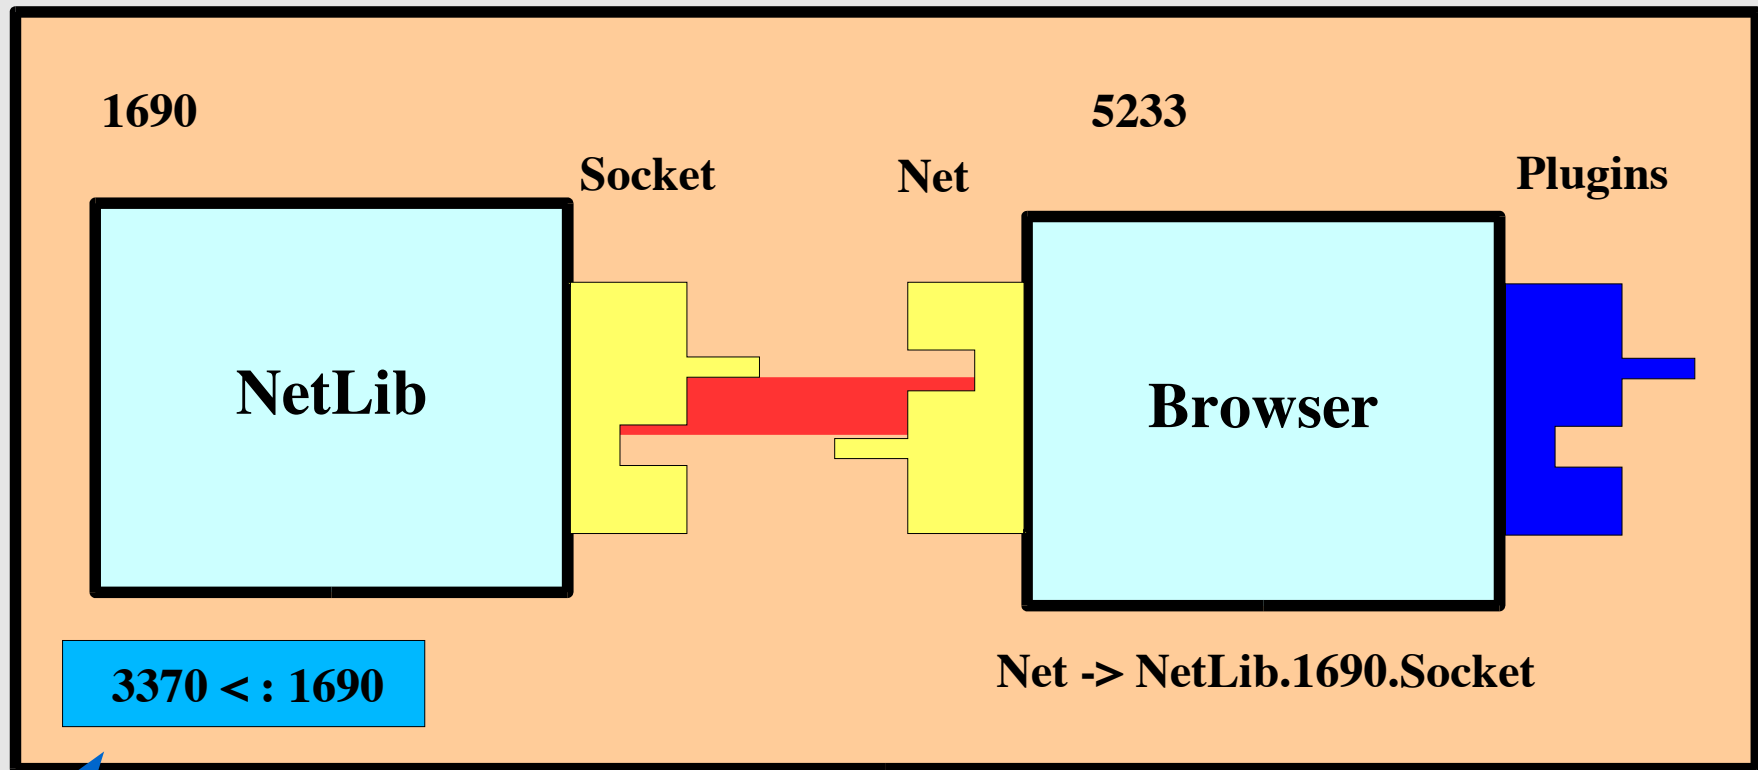 1690
5233
Socket
Net
Plugins
NetLib
Browser
3370 < : 1690
Net -> NetLib.1690.Socket